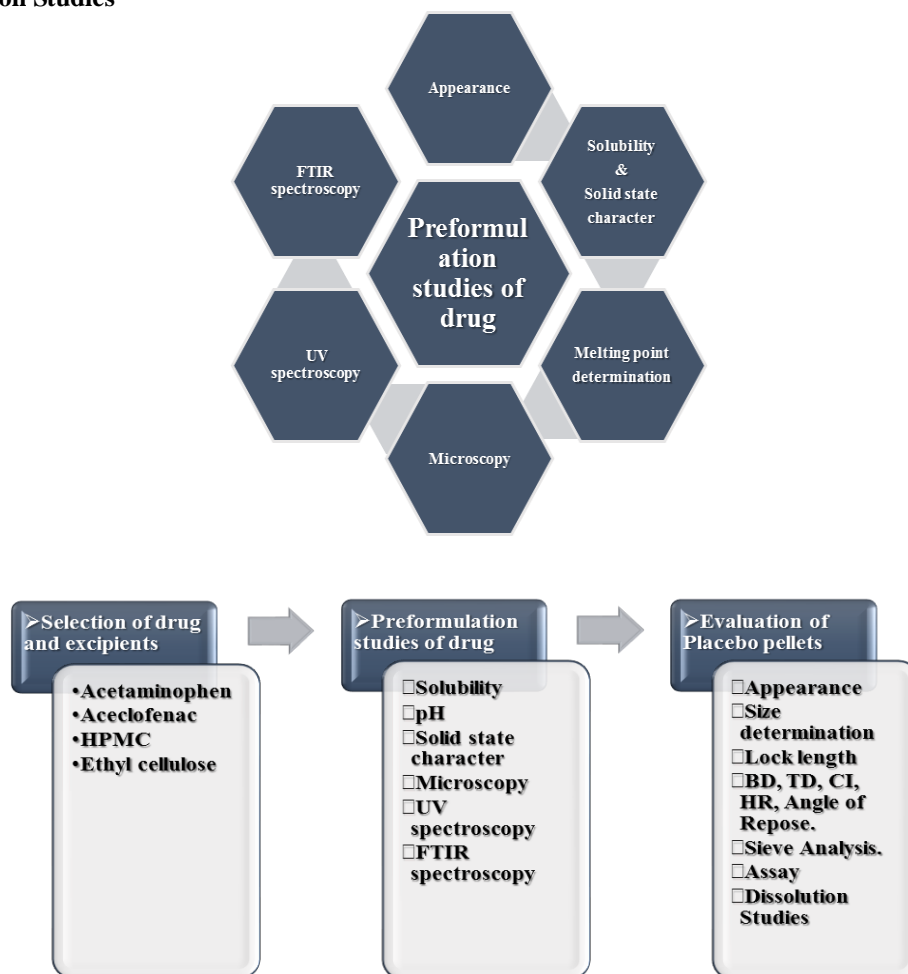 on Studies
Appearance
FTIR
spectroscopy
Solubility
&
Solid state
character
Preformul
ation
studies of
drug
UV
spectroscopy
Melting point
determination
Microscopy
➢Selection of drug
and excipients
•Acetaminophen
•Aceclofenac
•HPMC
•Ethyl cellulose
➢Preformulation
studies of drug
□Solubility
□pH
□Solid state
character
□Microscopy
□UV
spectroscopy
□FTIR
spectroscopy
➢Evaluation of
Placebo pellets
□Appearance
□Size
determination
□Lock length
□BD, TD, CI,
HR, Angle of
Repose.
□Sieve Analysis.
□Assay
□Dissolution
Studies